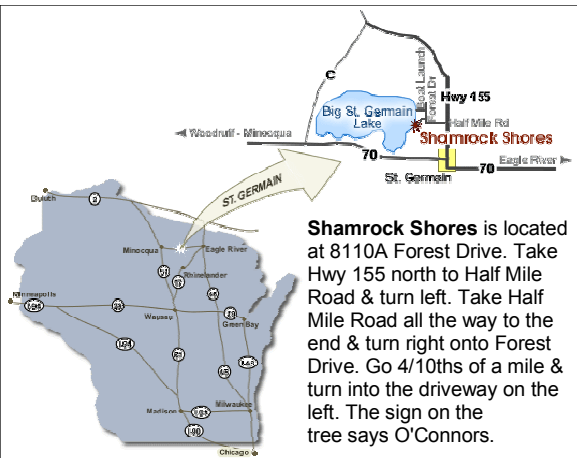 C
Boat Launch
Forest Dr
Hwy 155
Big St. Germain
Lake
Half Mile Rd
Shamrock Shores
Woodruff - Minocqua
70
70
Eagle River
St. Germain
ST. GERMAIN
Duluth
2
Minocqua
Eagle River
Rhinelander
51
Minneapolis
Wausau
29
Green Bay
Madison
Milwaukee
Chicago
Shamrock Shores is located
at 8110A Forest Drive. Take
Hwy 155 north to Half Mile
Road & turn left. Take Half
Mile Road all the way to the
end & turn right onto Forest
Drive. Go 4/10ths of a mile &
turn into the driveway on the
left. The sign on the
tree says O'Connors.